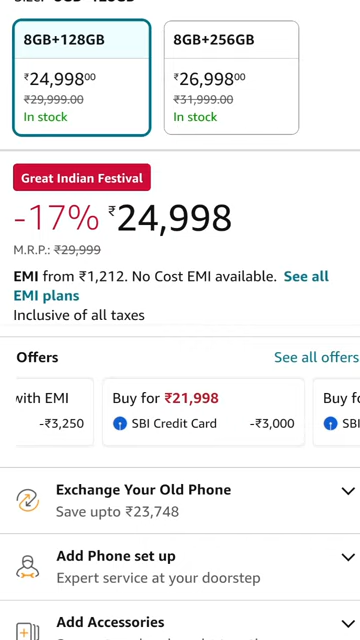 8GB+128GB
₹24,99800
₹29,999.00
In stock
8GB+256GB
₹26,99800
₹31,999.00
In stock
Great Indian Festival
-17% ₹24,998
M.R.P.: ₹29,999
EMI from ₹1,212. No Cost EMI available. See all
EMI plans
Inclusive of all taxes
Offers
See all offers
with EMI
-₹3,250
Buy for ₹21,998
SBI Credit Card -₹3,000
Buy fo
SBI
Exchange Your Old Phone
Save upto ₹23,748
Add Phone set up
Expert service at your doorstep
Add Accessories